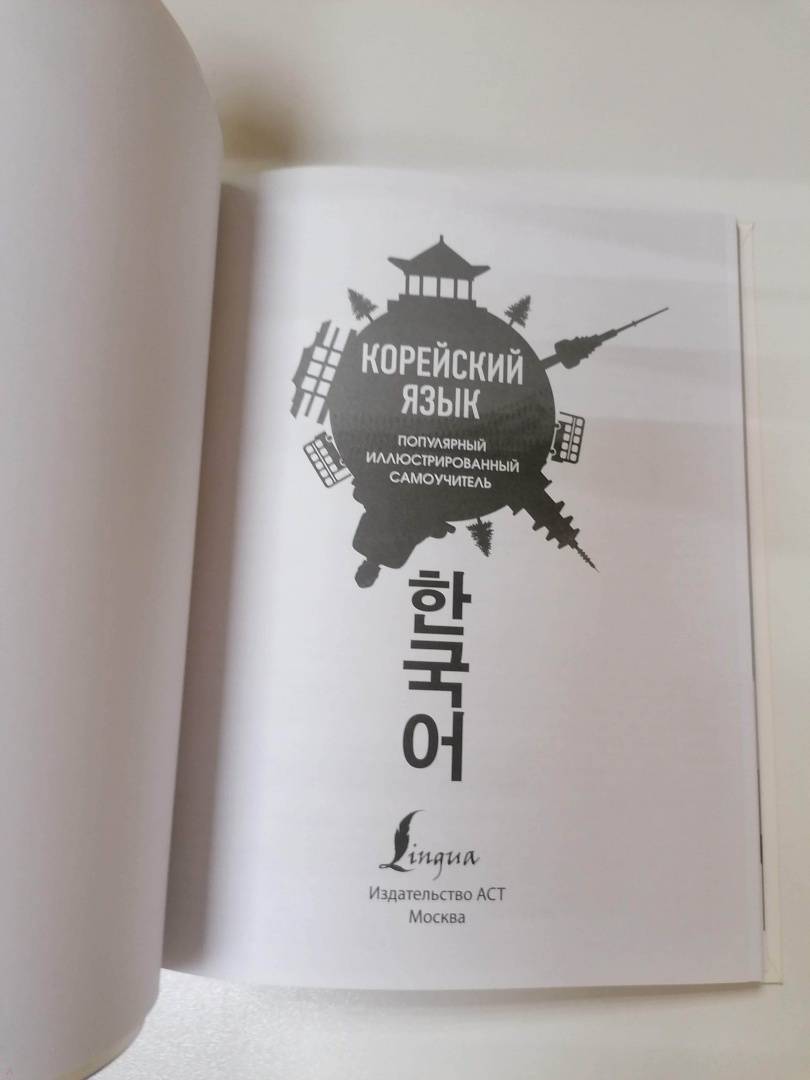 КОРЕЙСКИЙ
ЯЗЫК
ПОПУЛЯРНЫЙ
ИЛЛЮСТРИРОВАННЫЙ
САМОУЧИТЕЛЬ
한
국
어
Lingua
Издательство АСТ
Москва